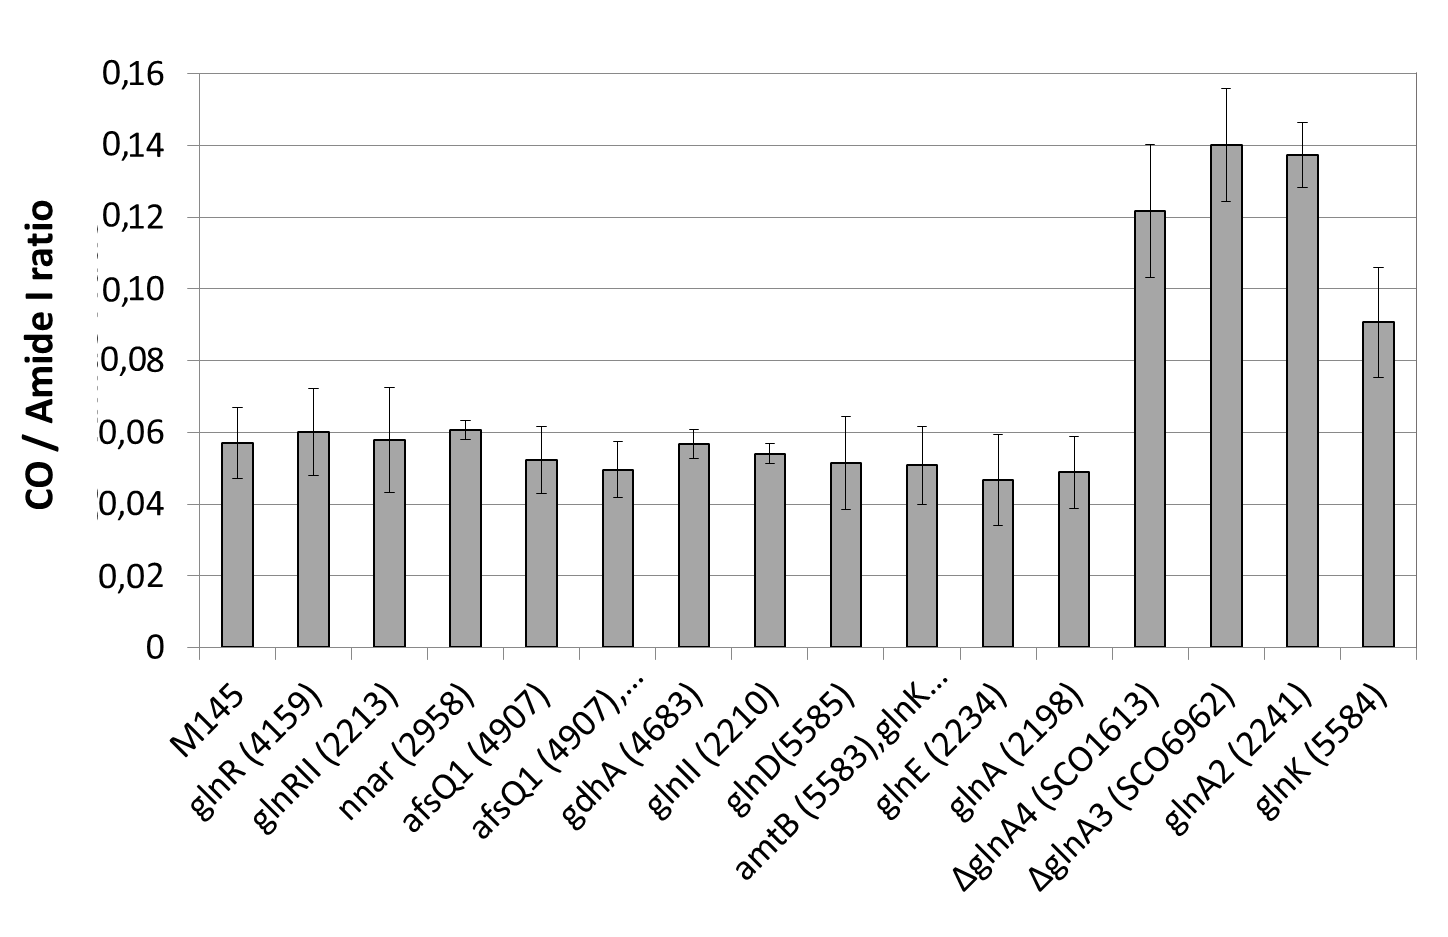 CO / Amide I ratio
0,16
0,14
0,12
0,10
0,08
0,06
0,04
0,02
0
M145
glnR (4159)
glnRII (2213)
nnar (2958)
afsQ1 (4907)
afsQ1 (4907),...
gdhA (4683)
glnII (2210)
glnD(5585)
amtB (5583),glnK...
glnE (2234)
glnA (2198)
ΔglnA4 (SCO1613)
ΔglnA3 (SCO6962)
glnA2 (2241)
glnK (5584)